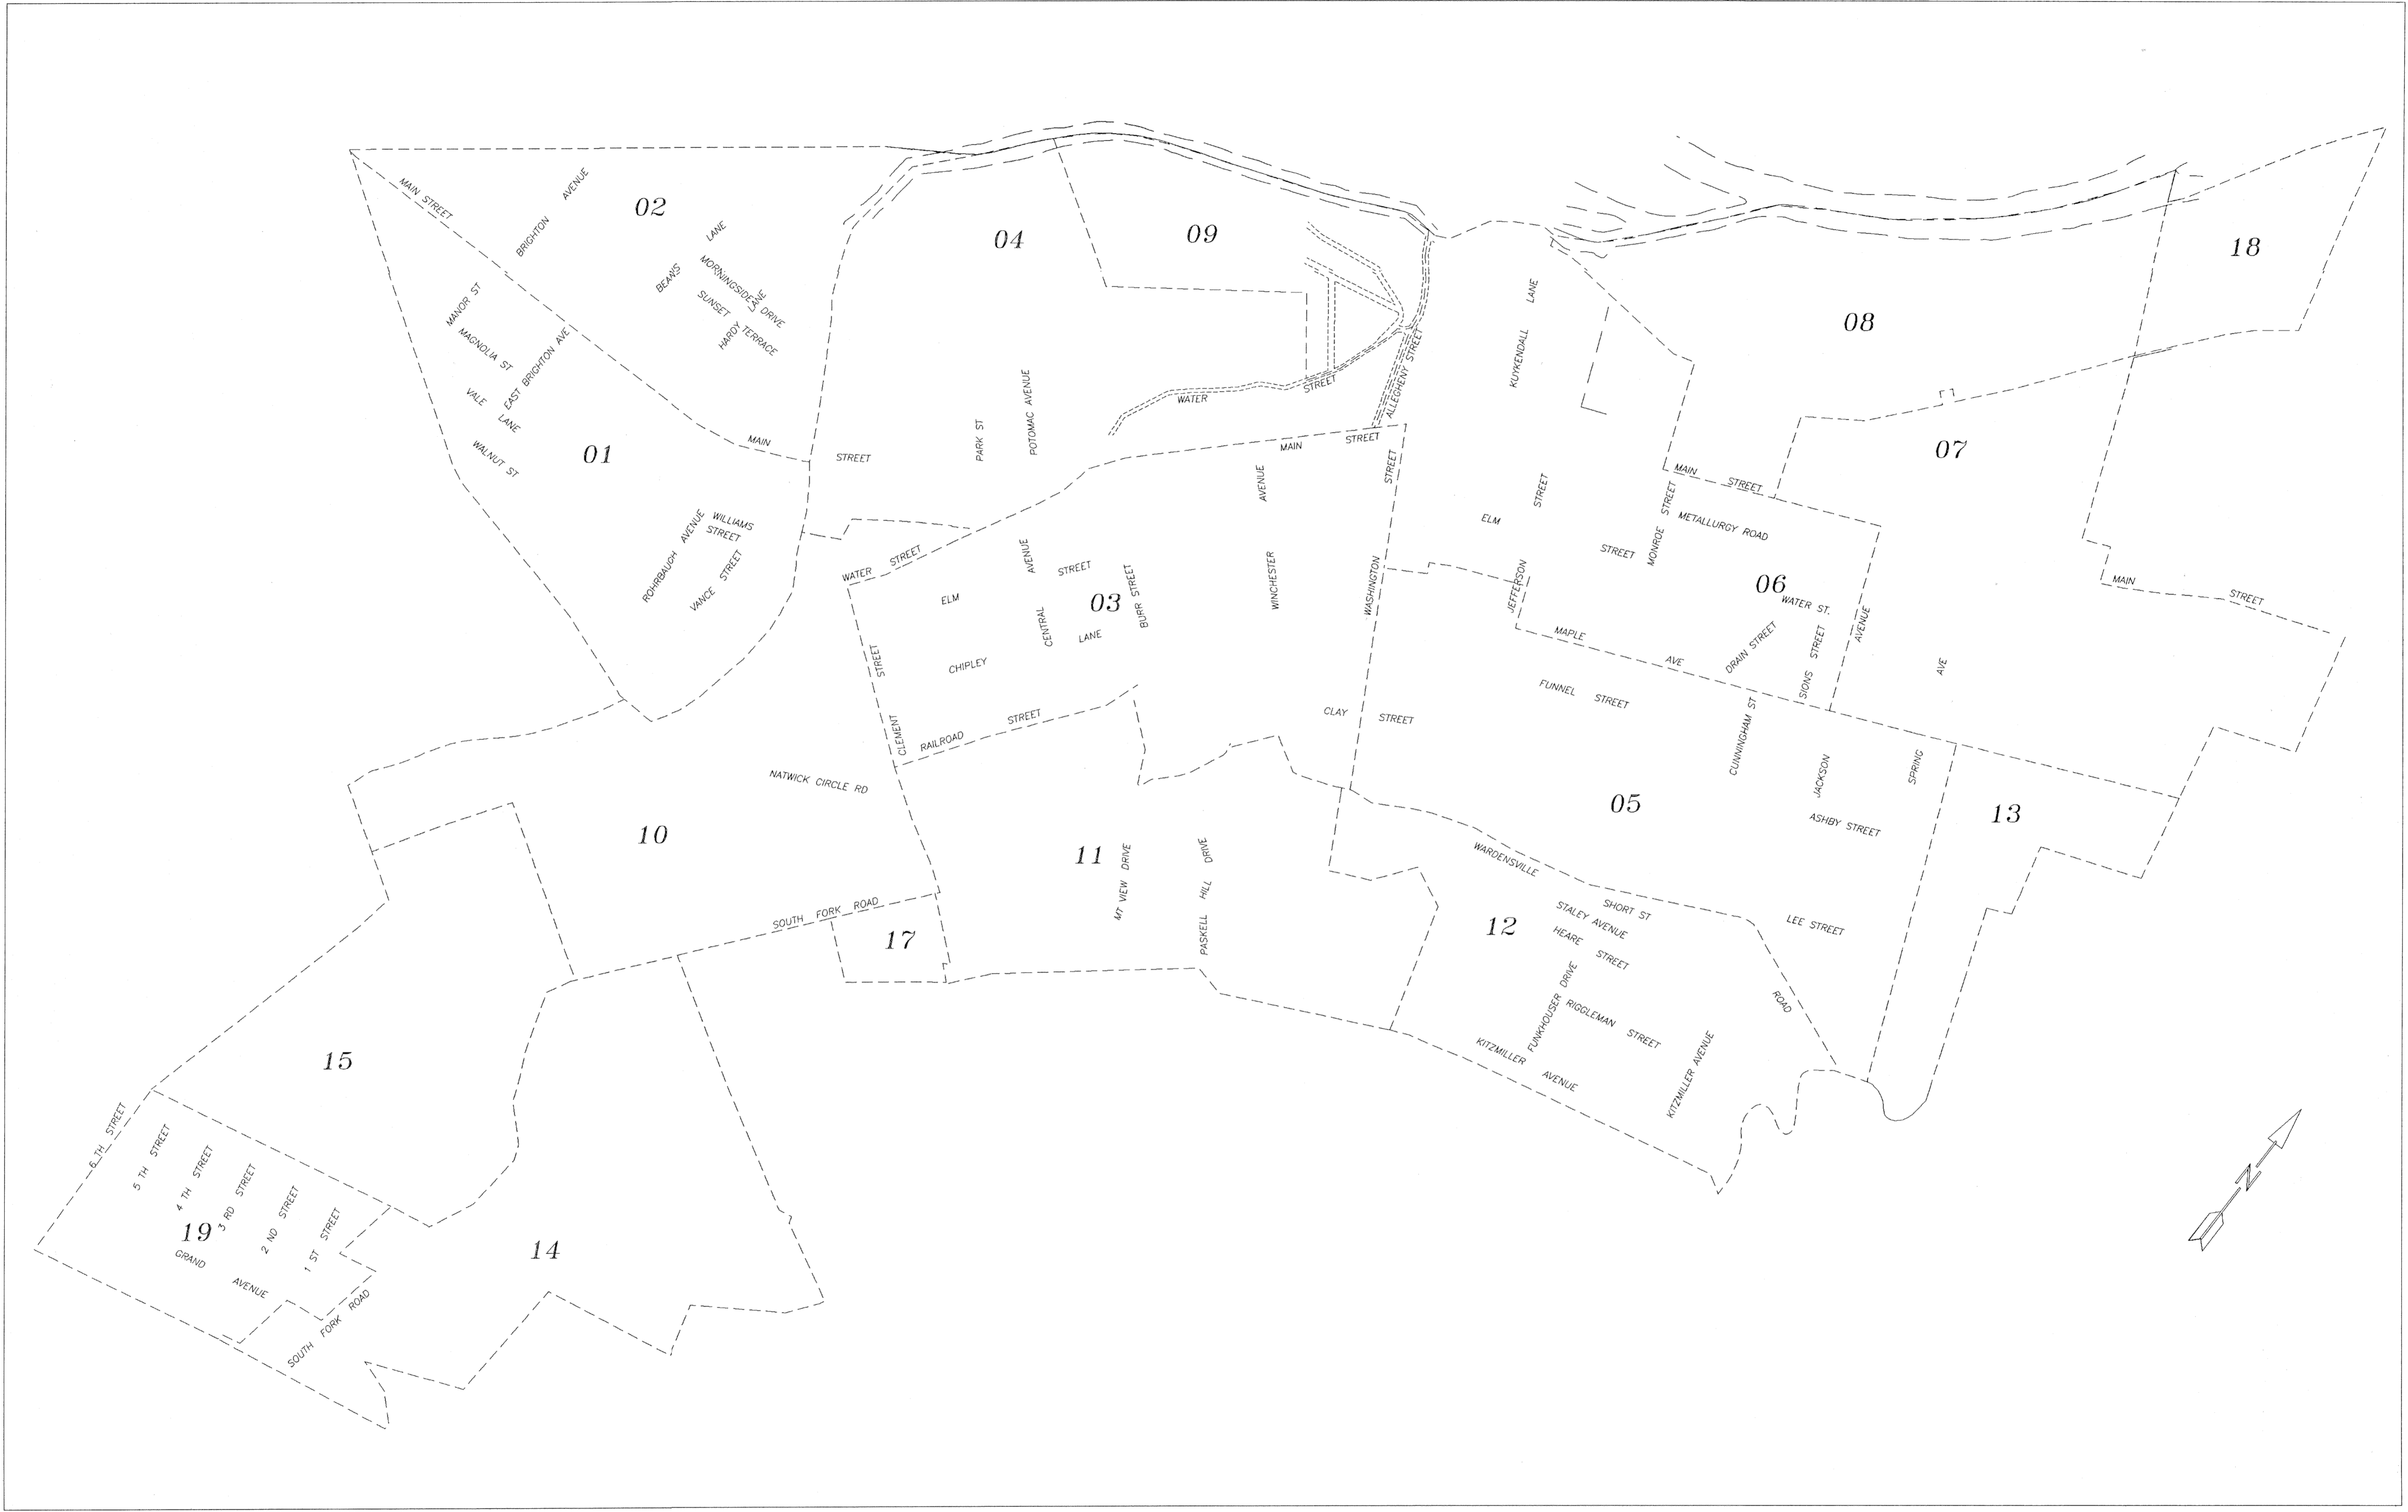 MAIN STREET
BRIGHTON AVENUE
02
BEAN'S LANE
MORNINGSIDE DRIVE
SUNSET TERRACE
HARDY LANE
MANOR ST
MAGNOLIA ST
EAST BRIGHTON AVE
VALE LANE
WALNUT ST
01
MAIN STREET
ROHRBAUGH AVENUE
WILLIAMS STREET
VANCE STREET
04
09
PARK ST
POTOMAC AVENUE
WATER STREET
ALLEGHENY STREET
MAIN STREET
WATER STREET
ELM STREET
CENTRAL AVENUE
03
CHIPLEY LANE
BURR STREET
WINCHESTER AVENUE
WASHINGTON STREET
CLEMENT STREET
RAILROAD STREET
CLAY STREET
KUYKENDALL LANE
08
18
07
ELM STREET
JEFFERSON STREET
MONROE STREET
MAIN STREET
METALLURGY ROAD
06
WATER ST.
DRAIN STREET
SIONS STREET
AVENUE
MAPLE AVE
MAIN STREET
SPRING AVE
FUNNEL STREET
CUNNINGHAM ST
JACKSON
ASHBY STREET
05
13
NATWICK CIRCLE RD
10
11
MT VIEW DRIVE
PASKELL HILL DRIVE
SOUTH FORK ROAD
17
12
WARDENSVILLE ROAD
SHORT ST
STALEY AVENUE
HEARE STREET
LEE STREET
FUNKHOUSER DRIVE
RIGGLEMAN STREET
KITZMILLER AVENUE
KITZMILLER AVENUE
15
14
6 TH STREET
5 TH STREET
4 TH STREET
3 RD STREET
2 ND STREET
1 ST STREET
19
GRAND AVENUE
SOUTH FORK ROAD
N